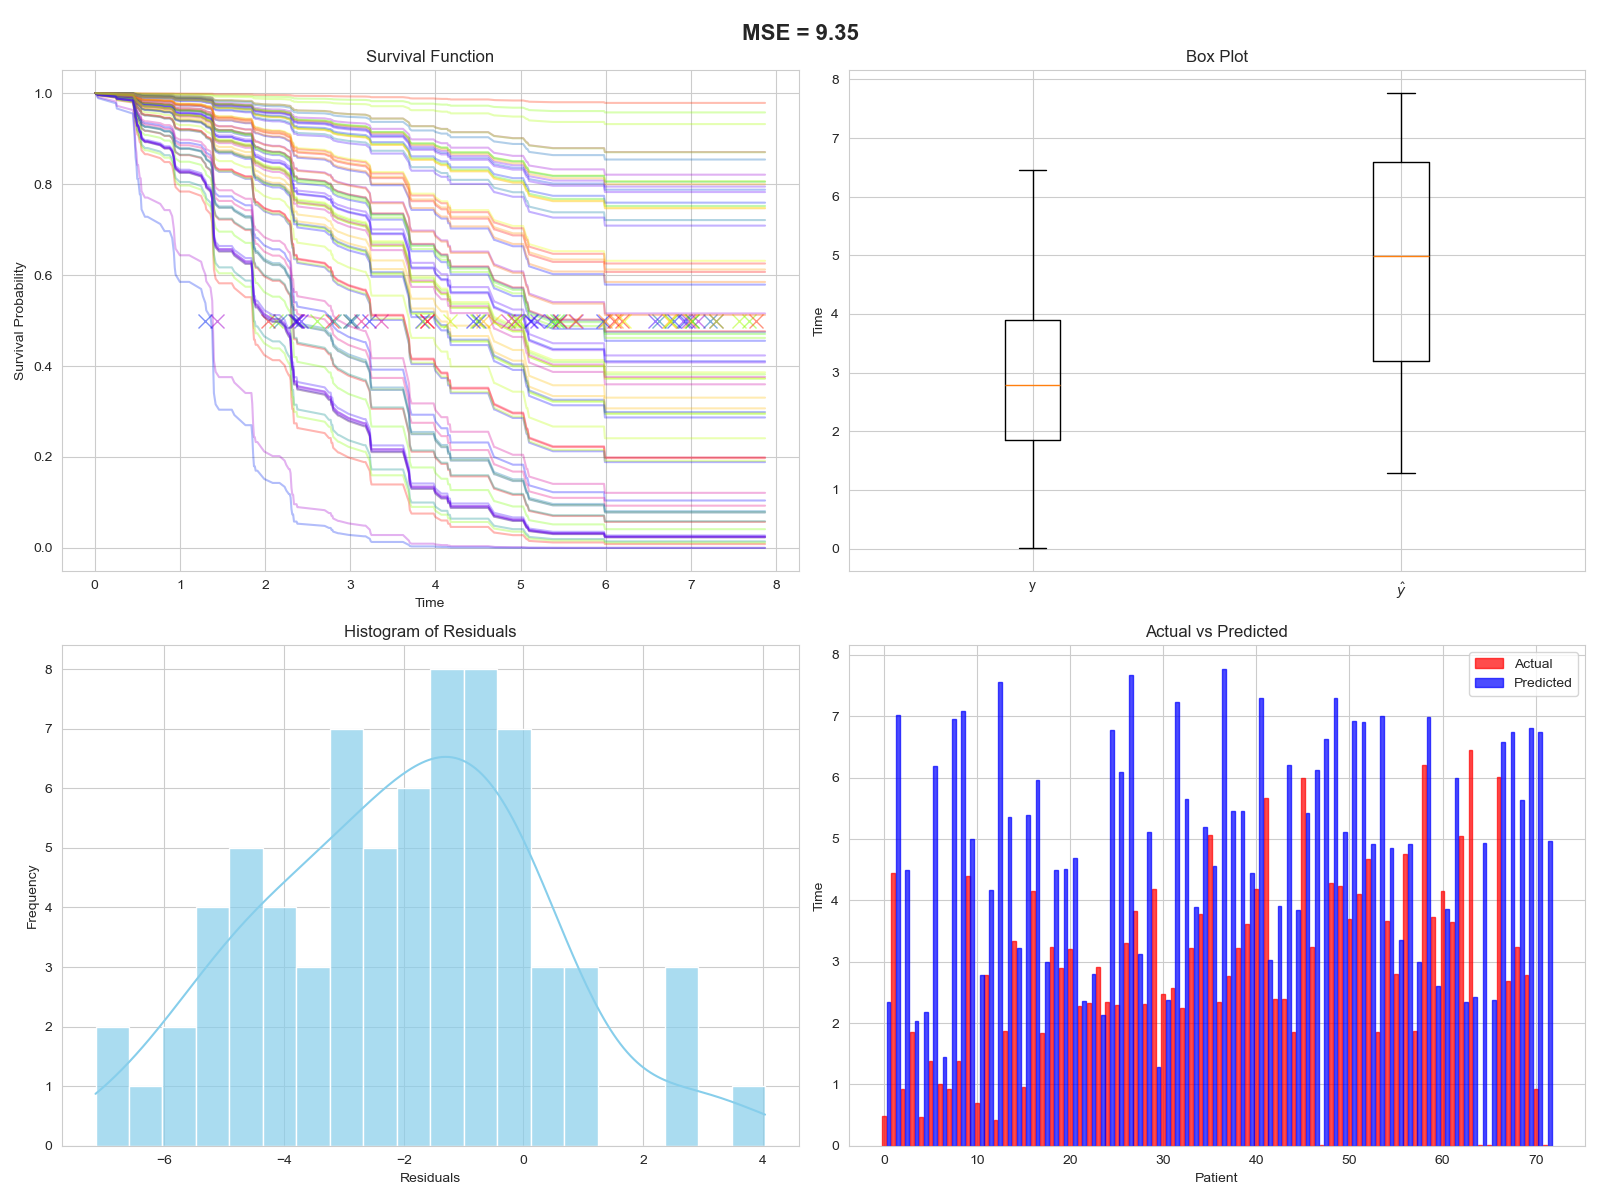 MSE = 9.35
Survival Function
Survival Probability
1.0
0.8
0.6
0.4
0.2
0.0
0 1 2 3 4 5 6 7 8
Time
Box Plot
Time
8
7
6
5
4
3
2
1
0
y ŷ
Histogram of Residuals
Frequency
8
7
6
5
4
3
2
1
0
−6 −4 −2 0 2 4
Residuals
Actual vs Predicted
Time
8
7
6
5
4
3
2
1
0
Actual
Predicted
0 10 20 30 40 50 60 70
Patient